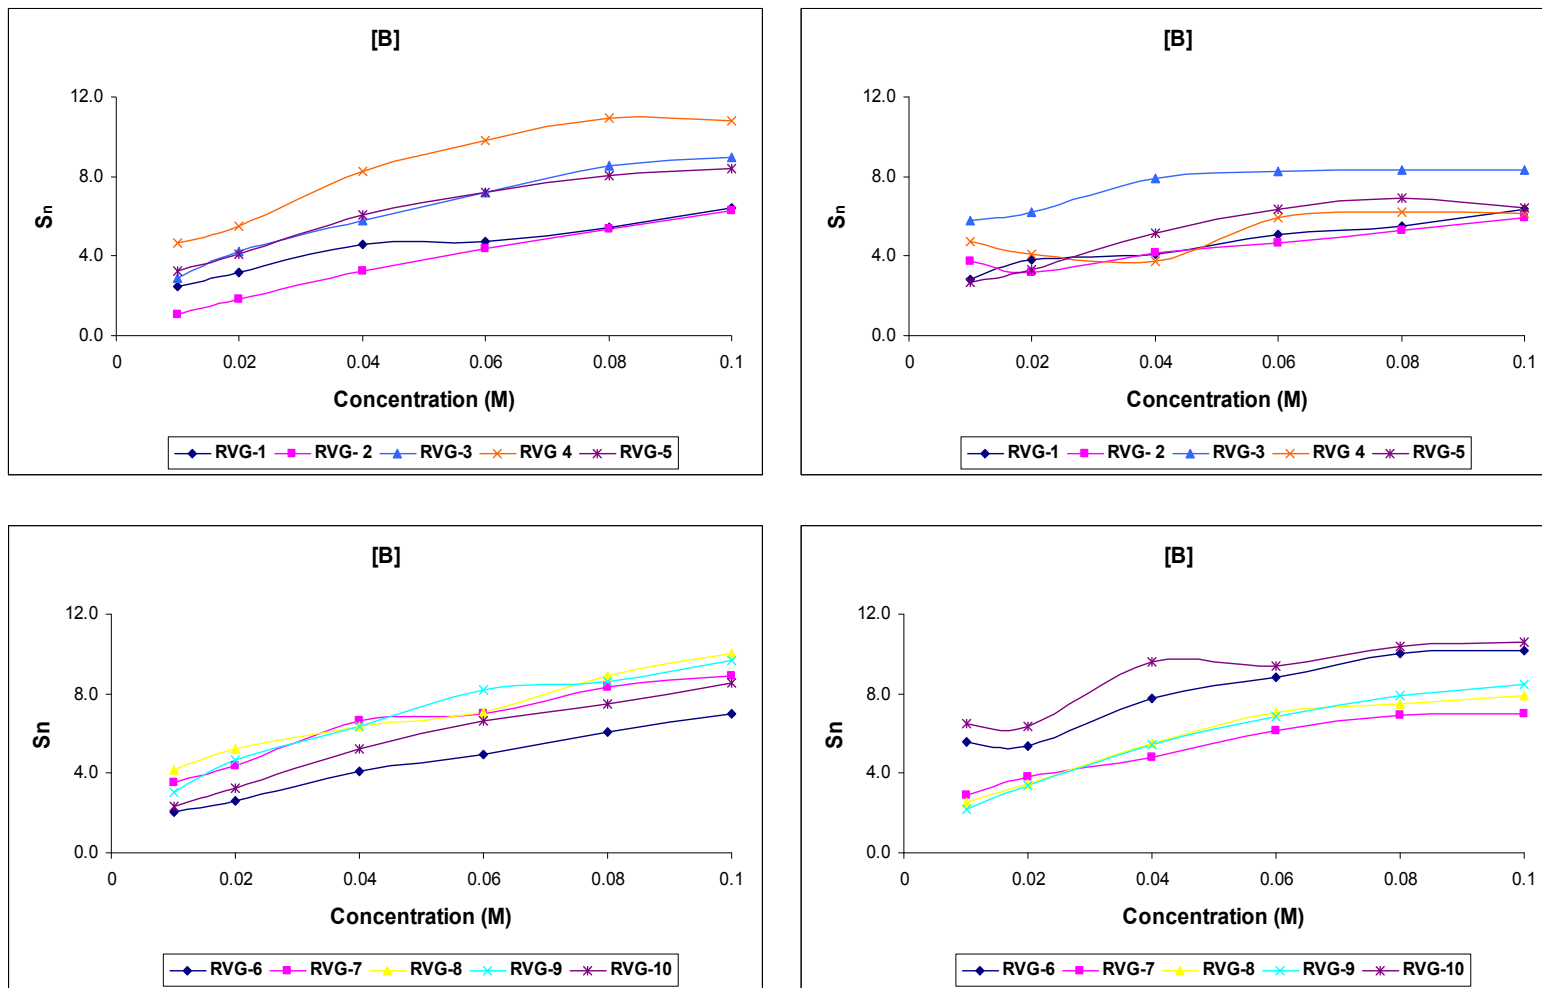 [B]
12.0
8.0
4.0
0.0
Sn
0 0.02 0.04 0.06 0.08 0.1
Concentration (M)
RVG-1 RVG- 2 RVG-3 RVG 4 RVG-5
[B]
12.0
8.0
4.0
0.0
Sn
0 0.02 0.04 0.06 0.08 0.1
Concentration (M)
RVG-1 RVG- 2 RVG-3 RVG 4 RVG-5
[B]
12.0
8.0
4.0
0.0
Sn
0 0.02 0.04 0.06 0.08 0.1
Concentration (M)
RVG-6 RVG-7 RVG-8 RVG-9 RVG-10
[B]
12.0
8.0
4.0
0.0
Sn
0 0.02 0.04 0.06 0.08 0.1
Concentration (M)
RVG-6 RVG-7 RVG-8 RVG-9 RVG-10